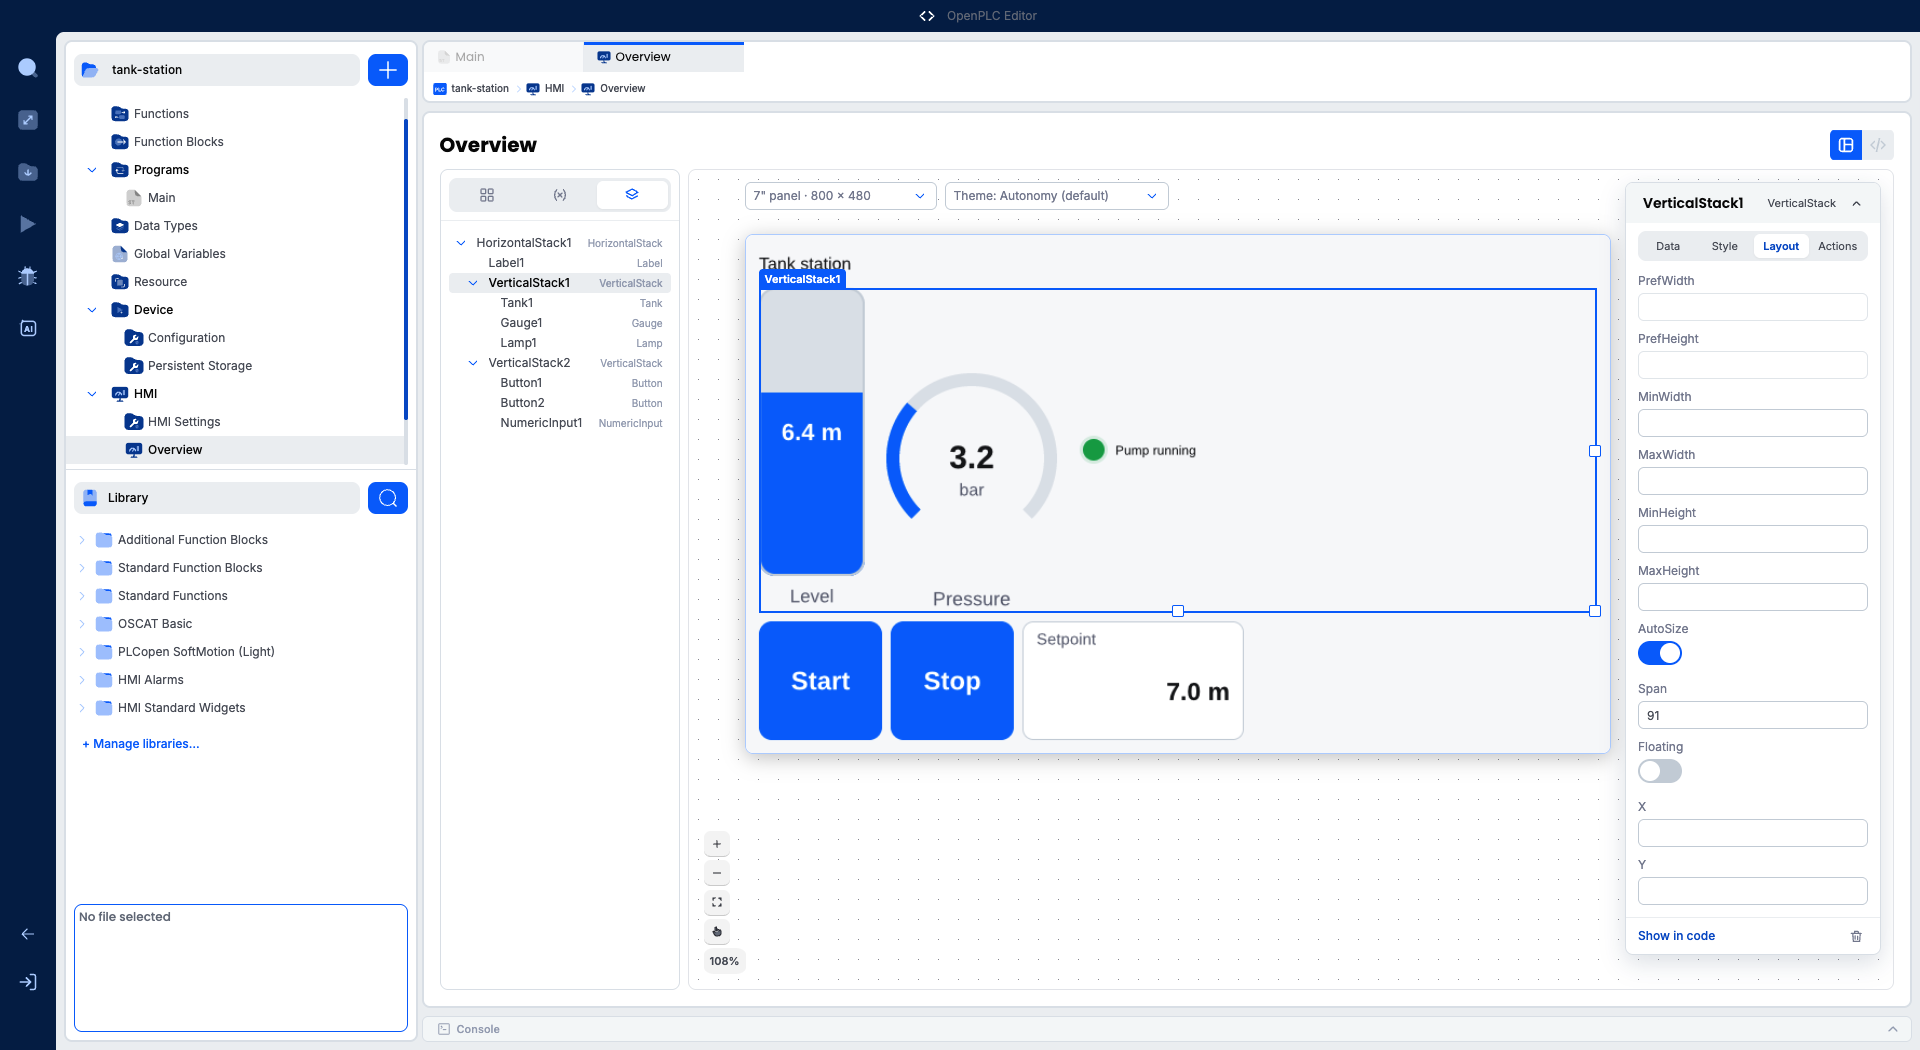 OpenPLC Editor
tank-station
Functions
Function Blocks
Programs
Main
Data Types
Global Variables
Resource
Device
Configuration
Persistent Storage
HMI
HMI Settings
Overview
Library
Additional Function Blocks
Standard Function Blocks
Standard Functions
OSCAT Basic
PLCopen SoftMotion (Light)
HMI Alarms
HMI Standard Widgets
+ Manage libraries...
No file selected
AI
Main
Overview
PLC tank-station
HMI
Overview
Overview
(x)
HorizontalStack1 HorizontalStack
Label1 Label
VerticalStack1 VerticalStack
Tank1 Tank
Gauge1 Gauge
Lamp1 Lamp
VerticalStack2 VerticalStack
Button1 Button
Button2 Button
NumericInput1 NumericInput
7" panel · 800 × 480
Theme: Autonomy (default)
Tank station
VerticalStack1
6.4 m
Level
3.2
bar
Pressure
Pump running
Start
Stop
Setpoint
7.0 m
108%
VerticalStack1 VerticalStack
Data Style Layout Actions
PrefWidth
PrefHeight
MinWidth
MaxWidth
MinHeight
MaxHeight
AutoSize
Span
91
Floating
X
Y
Show in code
Console